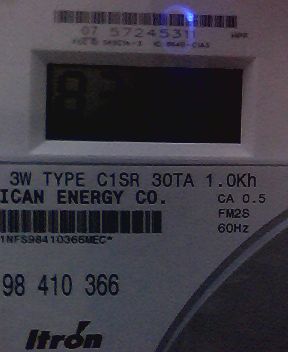 07 57245311
3W TYPE C1SR 30TA 1.0Kh
ICAN ENERGY CO.
CA 0.5
FM2S
60Hz
1NFS98410366MEC*
98 410 366
Itron